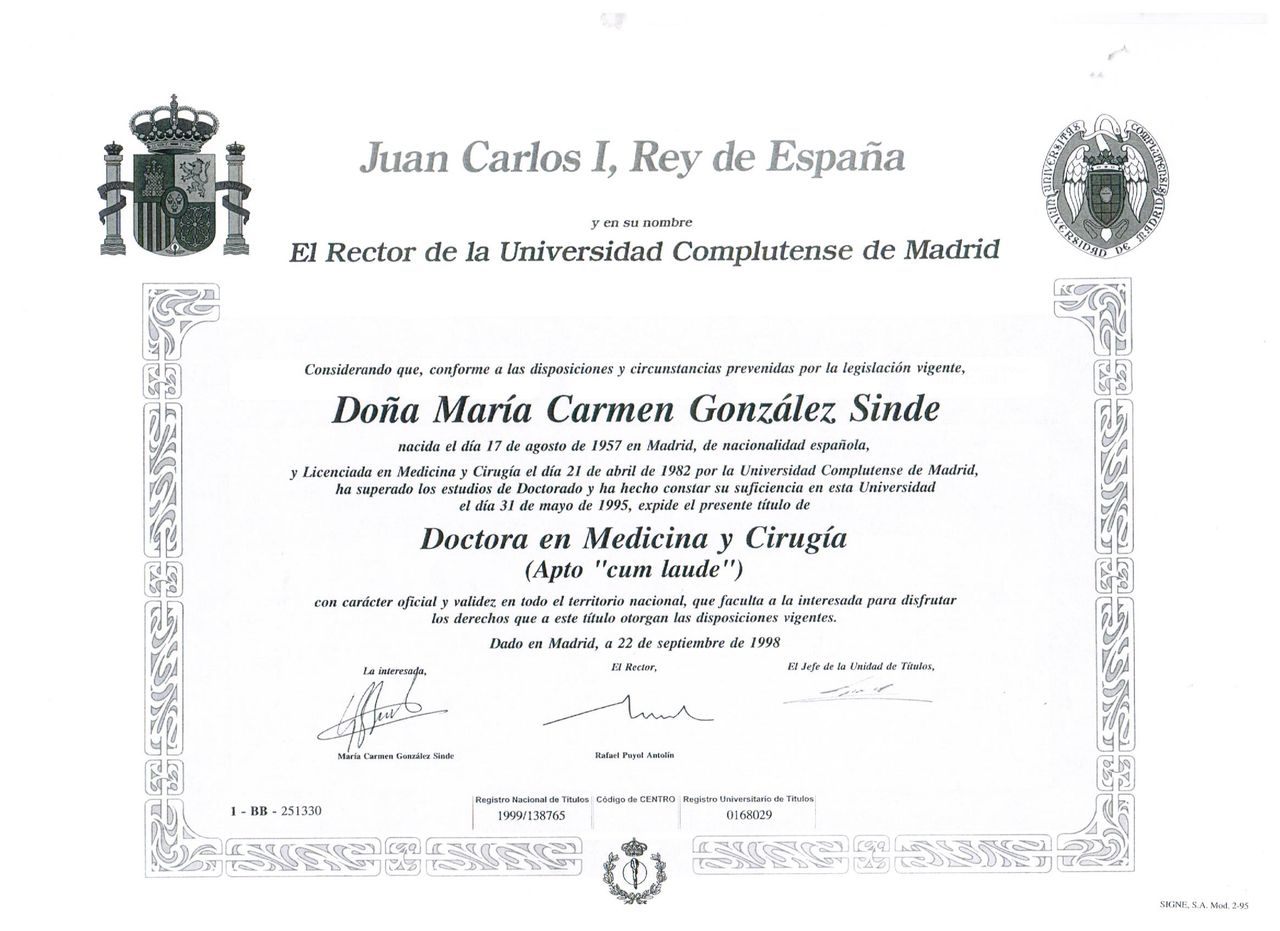 Juan Carlos I, Rey de España
y en su nombre
El Rector de la Universidad Complutense de Madrid
UNIVERSITAS COMPLUTENSIS
UNIVERSIDAD DE MADRID
Considerando que, conforme a las disposiciones y circunstancias prevenidas por la legislación vigente,
Doña María Carmen González Sinde
nacida el día 17 de agosto de 1957 en Madrid, de nacionalidad española,
y Licenciada en Medicina y Cirugía el día 21 de abril de 1982 por la Universidad Complutense de Madrid,
ha superado los estudios de Doctorado y ha hecho constar su suficiencia en esta Universidad
el día 31 de mayo de 1995, expide el presente título de
Doctora en Medicina y Cirugía
(Apto "cum laude")
con carácter oficial y validez en todo el territorio nacional, que faculta a la interesada para disfrutar
los derechos que a este título otorgan las disposiciones vigentes.
Dado en Madrid, a 22 de septiembre de 1998
La interesada, El Rector, El Jefe de la Unidad de Títulos,
María Carmen González Sinde Rafael Puyol Antolín
Registro Nacional de Títulos Código de CENTRO Registro Universitario de Títulos
1 - BB - 251330 1999/138765 0168029
SIGNE, S.A. Mod. 2-95